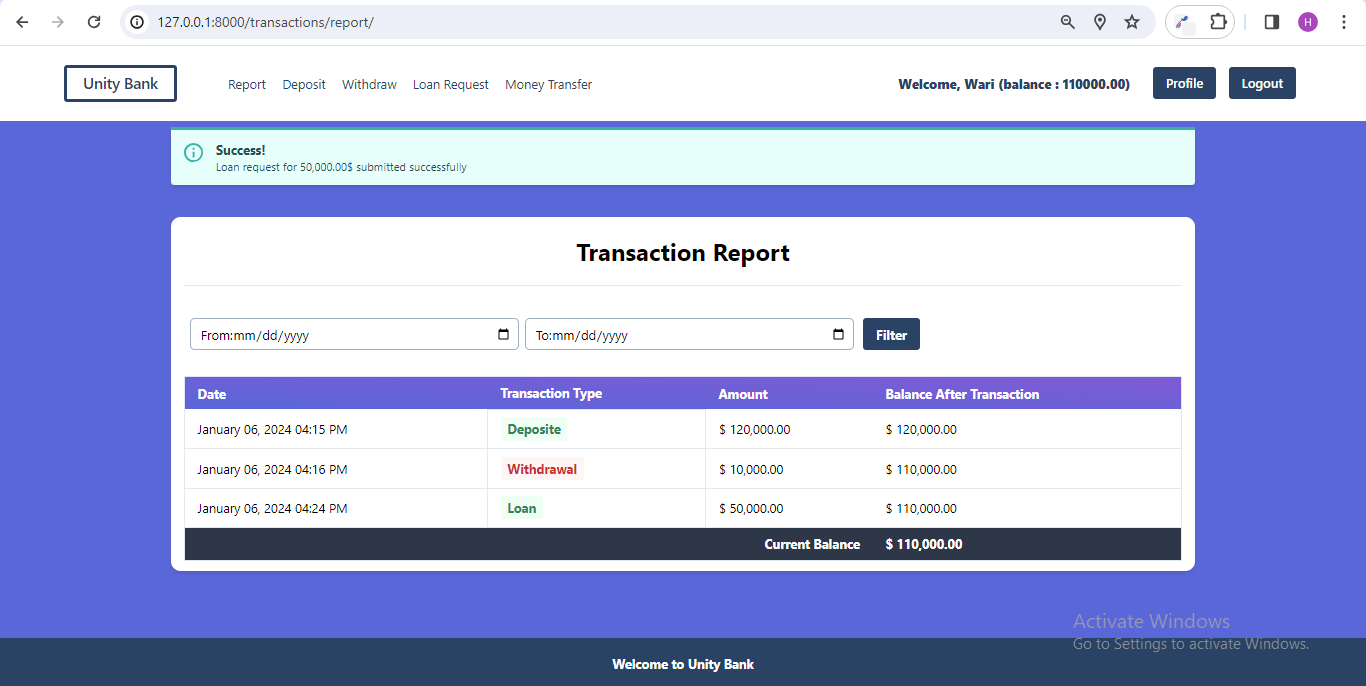 127.0.0.1:8000/transactions/report/
H
Unity Bank
Report Deposit Withdraw Loan Request Money Transfer
Welcome, Wari (balance : 110000.00)
Profile
Logout
Success!
Loan request for 50,000.00$ submitted successfully
Transaction Report
From:mm/dd/yyyy To:mm/dd/yyyy Filter
Date Transaction Type Amount Balance After Transaction
January 06, 2024 04:15 PM Deposite $ 120,000.00 $ 120,000.00
January 06, 2024 04:16 PM Withdrawal $ 10,000.00 $ 110,000.00
January 06, 2024 04:24 PM Loan $ 50,000.00 $ 110,000.00
Current Balance $ 110,000.00
Activate Windows
Go to Settings to activate Windows.
Welcome to Unity Bank